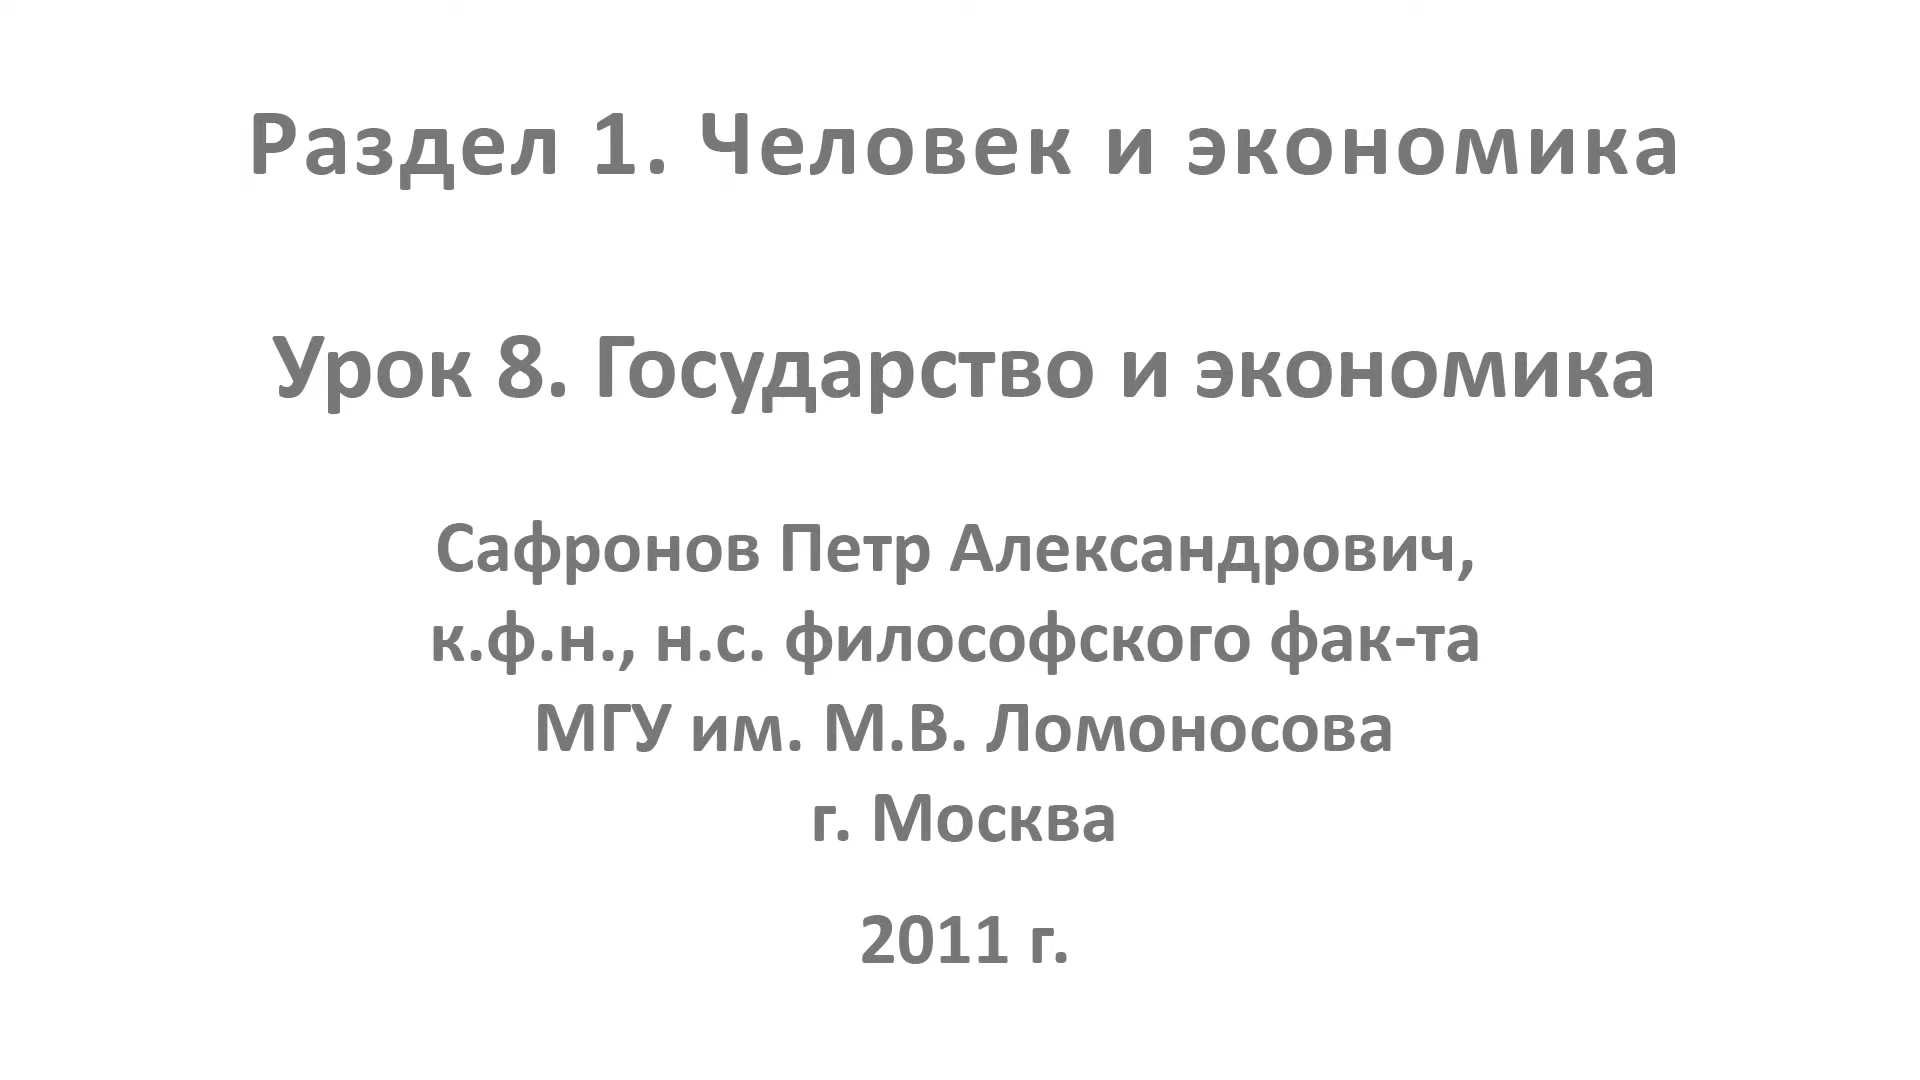 Раздел 1. Человек и экономика
Урок 8. Государство и экономика
Сафронов Петр Александрович,
к.ф.н., н.с. философского фак-та
МГУ им. М.В. Ломоносова
г. Москва
2011 г.